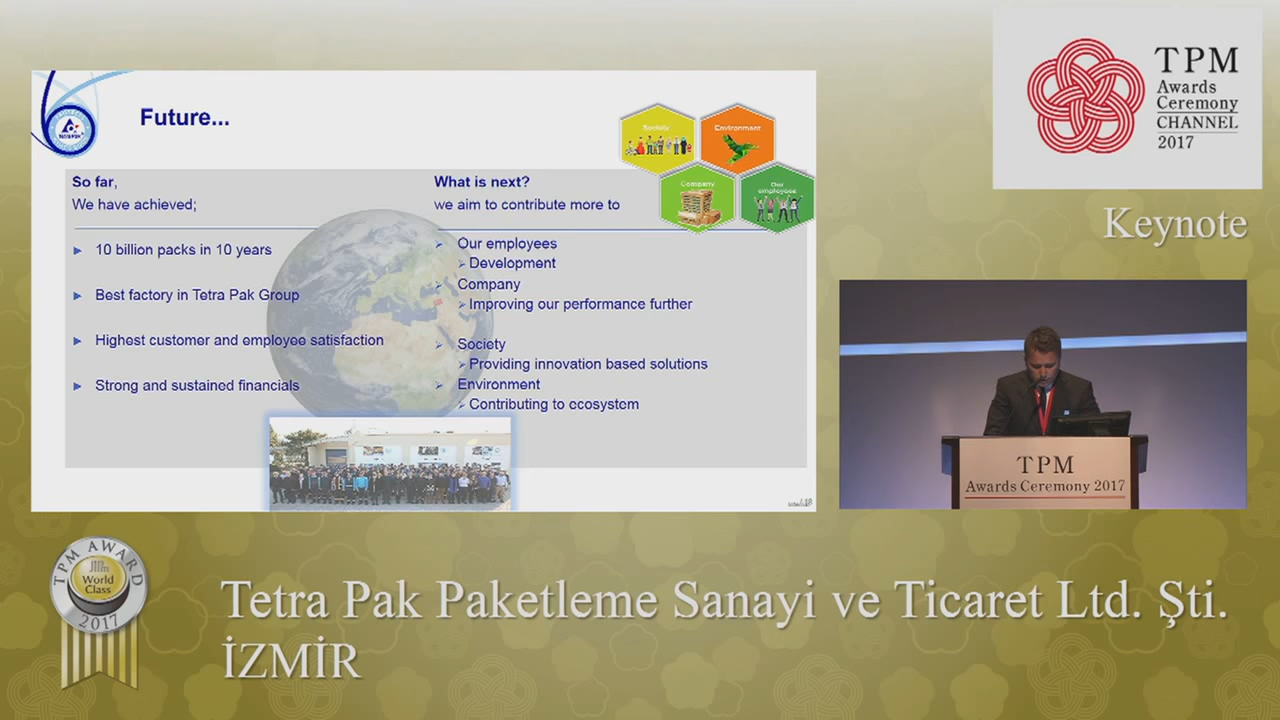 Future...
Society
Environment
Company
Our
employees
So far,
We have achieved;
10 billion packs in 10 years
Best factory in Tetra Pak Group
Highest customer and employee satisfaction
Strong and sustained financials
What is next?
we aim to contribute more to
Our employees
Development
Company
Improving our performance further
Society
Providing innovation based solutions
Environment
Contributing to ecosystem
TPM
Awards
Ceremony
CHANNEL
2017
Keynote
TPM
Awards Ceremony 2017
TPM AWARD
JIPM
World
Class
2017
Tetra Pak Paketleme Sanayi ve Ticaret Ltd. Şti.
İZMİR